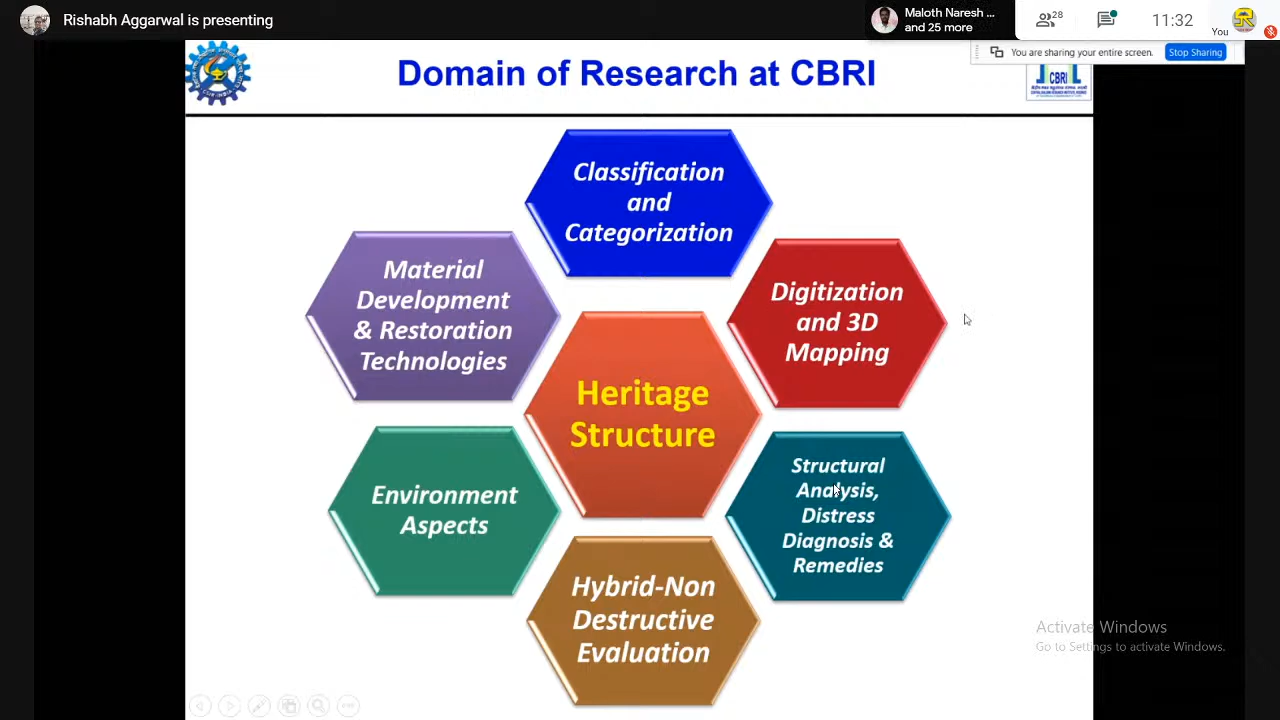 Rishabh Aggarwal is presenting
Maloth Naresh ...
and 25 more
28
11:32
You
You are sharing your entire screen.
Stop Sharing
Domain of Research at CBRI
CSIR-INDIA
CBRI
Classification
and
Categorization
Material
Development
& Restoration
Technologies
Digitization
and 3D
Mapping
Heritage
Structure
Environment
Aspects
Structural
Analysis,
Distress
Diagnosis &
Remedies
Hybrid-Non
Destructive
Evaluation
Activate Windows
Go to Settings to activate Windows.